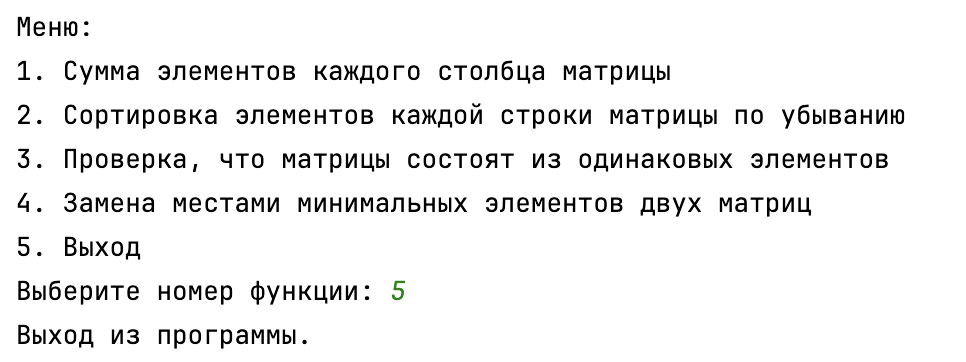 Меню:
1. Сумма элементов каждого столбца матрицы
2. Сортировка элементов каждой строки матрицы по убыванию
3. Проверка, что матрицы состоят из одинаковых элементов
4. Замена местами минимальных элементов двух матриц
5. Выход
Выберите номер функции: 5
Выход из программы.